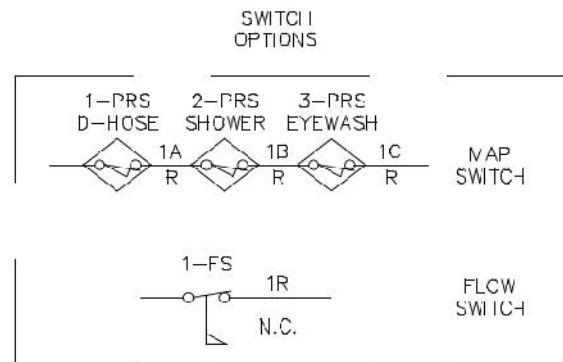 SWITCH
OPTIONS
1-PRS 2-PRS 3-PRS
D-HOSE SHOWER EYEWASH
1A 1B 1C
R R R
MAP
SWITCH
1-FS
1R
N.C.
FLOW
SWITCH